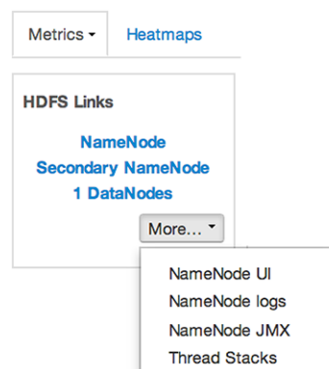 Metrics Heatmaps
HDFS Links
NameNode
Secondary NameNode
1 DataNodes
More...
NameNode UI
NameNode logs
NameNode JMX
Thread Stacks